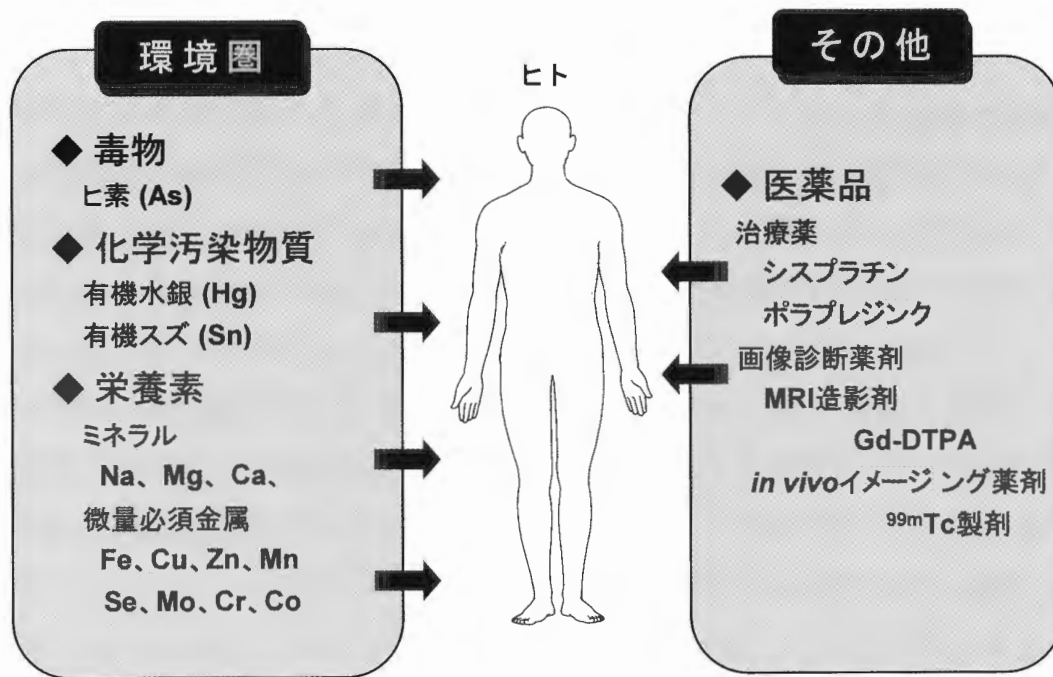 環境圏
◆ 毒物
ヒ素 (As)
◆ 化学汚染物質
有機水銀 (Hg)
有機スズ (Sn)
◆ 栄養素
ミネラル
Na、Mg、Ca、
微量必須金属
Fe、Cu、Zn、Mn
Se、Mo、Cr、Co
ヒト
その他
◆ 医薬品
治療薬
シスプラチン
ポラプレジンク
画像診断薬剤
MRI造影剤
Gd-DTPA
in vivoイメージング薬剤
99mTc製剤